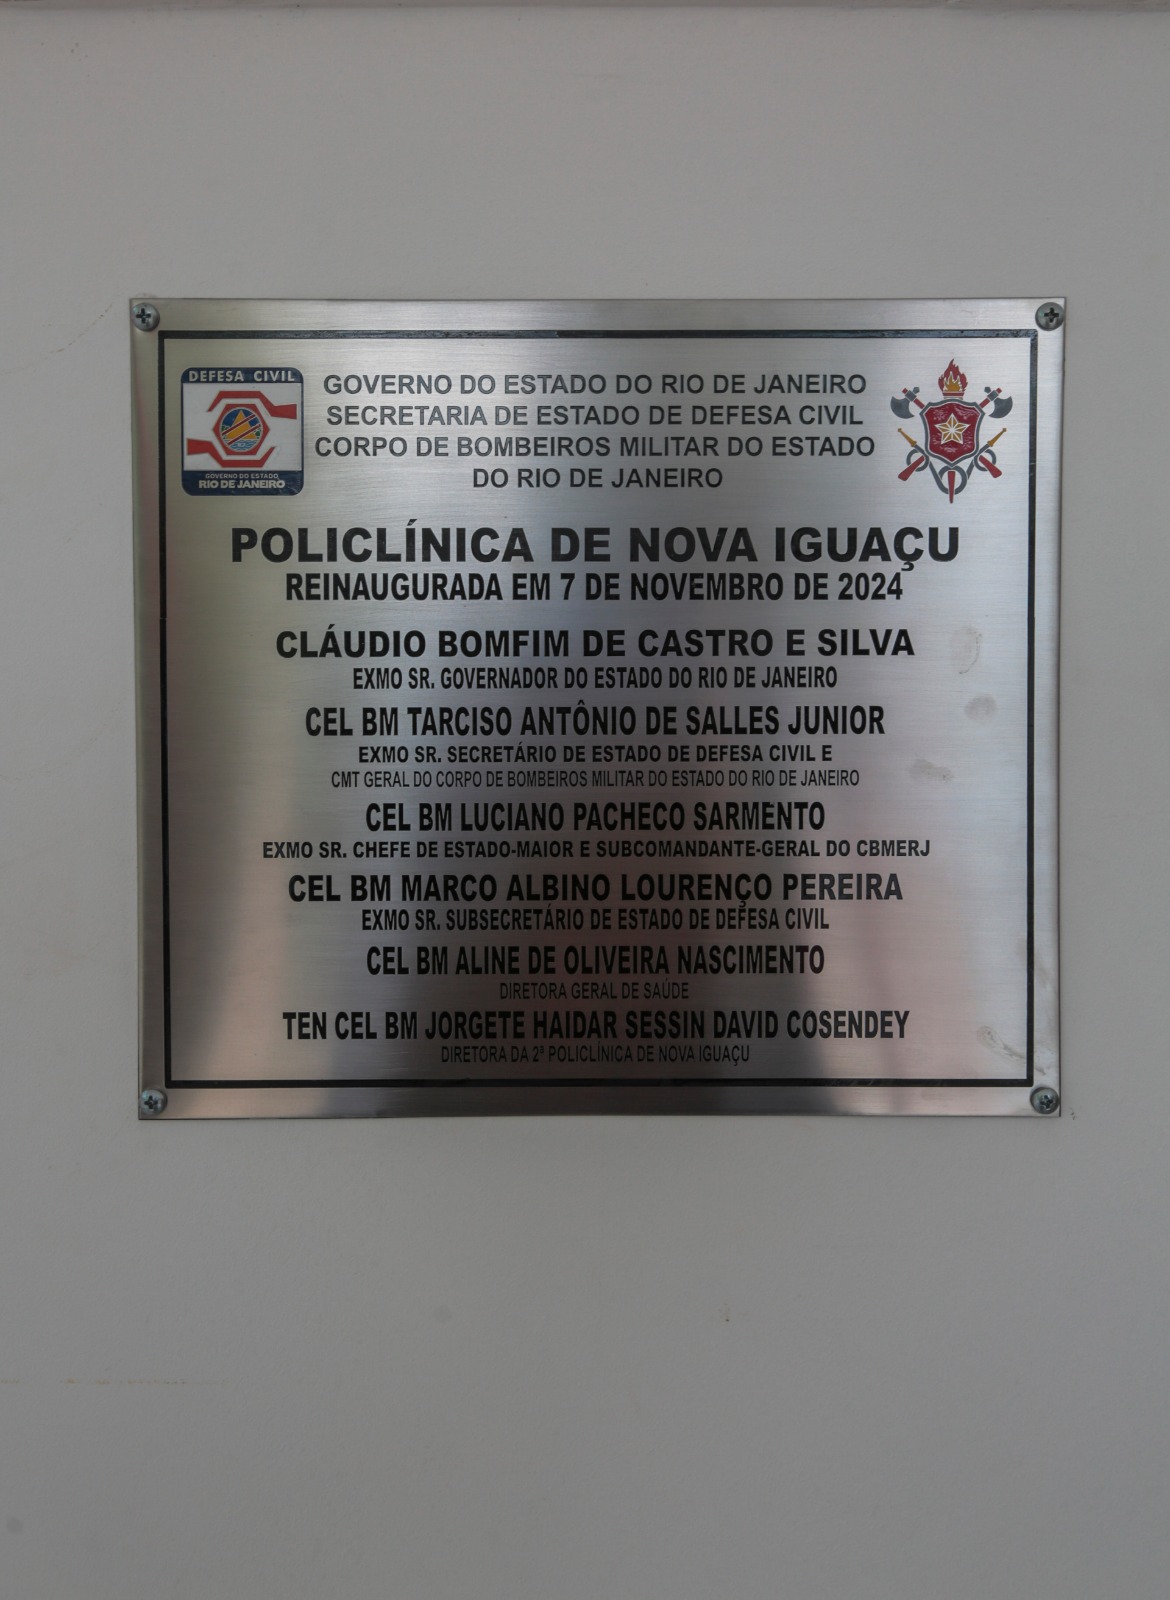 DEFESA CIVIL
GOVERNO DO ESTADO
RIO DE JANEIRO
GOVERNO DO ESTADO DO RIO DE JANEIRO
SECRETARIA DE ESTADO DE DEFESA CIVIL
CORPO DE BOMBEIROS MILITAR DO ESTADO
DO RIO DE JANEIRO
POLICLÍNICA DE NOVA IGUAÇU
REINAUGURADA EM 7 DE NOVEMBRO DE 2024
CLÁUDIO BOMFIM DE CASTRO E SILVA
EXMO SR. GOVERNADOR DO ESTADO DO RIO DE JANEIRO
CEL BM TARCISO ANTÔNIO DE SALLES JUNIOR
EXMO SR. SECRETÁRIO DE ESTADO DE DEFESA CIVIL E
CMT GERAL DO CORPO DE BOMBEIROS MILITAR DO ESTADO DO RIO DE JANEIRO
CEL BM LUCIANO PACHECO SARMENTO
EXMO SR. CHEFE DE ESTADO-MAIOR E SUBCOMANDANTE-GERAL DO CBMERJ
CEL BM MARCO ALBINO LOURENÇO PEREIRA
EXMO SR. SUBSECRETÁRIO DE ESTADO DE DEFESA CIVIL
CEL BM ALINE DE OLIVEIRA NASCIMENTO
DIRETORA GERAL DE SAÚDE
TEN CEL BM JORGETE HAIDAR SESSIN DAVID COSENDEY
DIRETORA DA 2ª POLICLÍNICA DE NOVA IGUAÇU